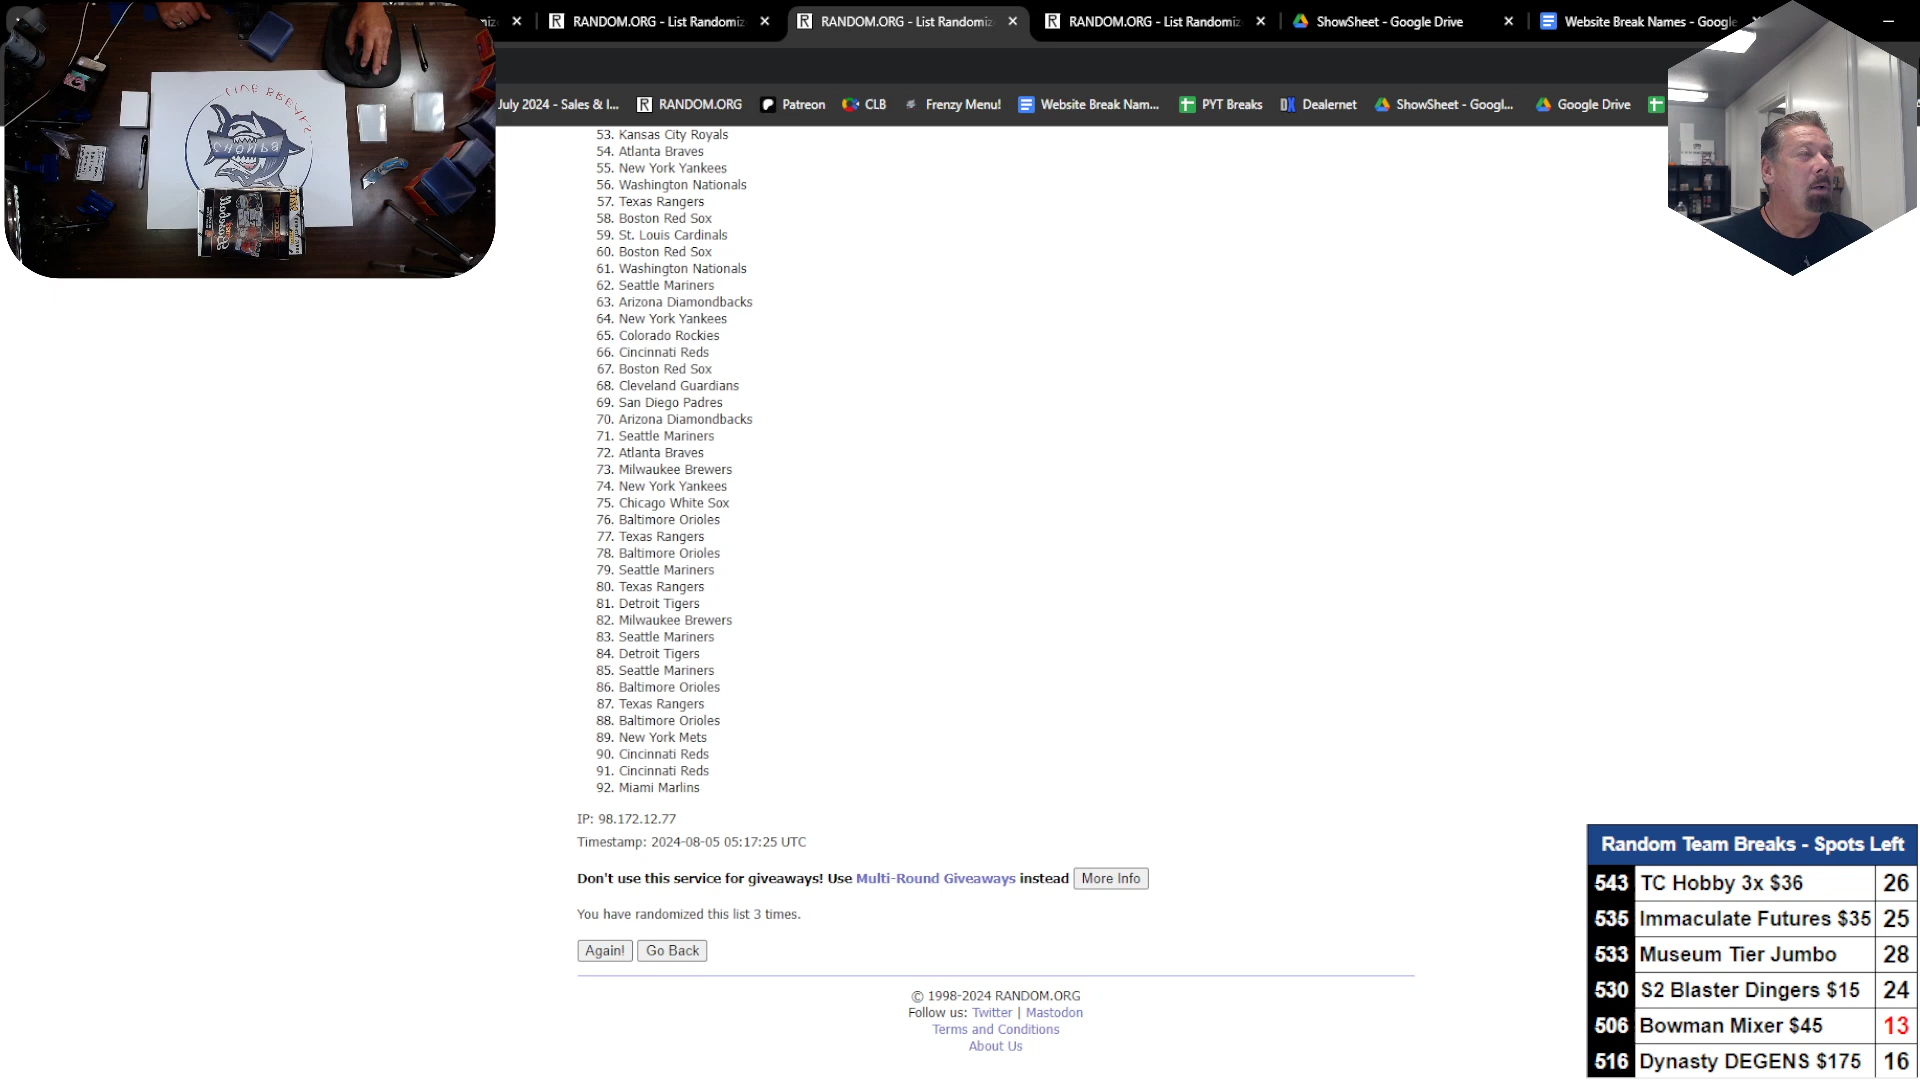 RANDOM.ORG - List Randomiz
RANDOM.ORG - List Randomiz
RANDOM.ORG - List Randomiz
ShowSheet - Google Drive
Website Break Names - Google
July 2024 - Sales & I...
RANDOM.ORG
Patreon
CLB
Frenzy Menu!
Website Break Nam...
PYT Breaks
Dealernet
ShowSheet - Googl...
Google Drive
53. Kansas City Royals
54. Atlanta Braves
55. New York Yankees
56. Washington Nationals
57. Texas Rangers
58. Boston Red Sox
59. St. Louis Cardinals
60. Boston Red Sox
61. Washington Nationals
62. Seattle Mariners
63. Arizona Diamondbacks
64. New York Yankees
65. Colorado Rockies
66. Cincinnati Reds
67. Boston Red Sox
68. Cleveland Guardians
69. San Diego Padres
70. Arizona Diamondbacks
71. Seattle Mariners
72. Atlanta Braves
73. Milwaukee Brewers
74. New York Yankees
75. Chicago White Sox
76. Baltimore Orioles
77. Texas Rangers
78. Baltimore Orioles
79. Seattle Mariners
80. Texas Rangers
81. Detroit Tigers
82. Milwaukee Brewers
83. Seattle Mariners
84. Detroit Tigers
85. Seattle Mariners
86. Baltimore Orioles
87. Texas Rangers
88. Baltimore Orioles
89. New York Mets
90. Cincinnati Reds
91. Cincinnati Reds
92. Miami Marlins
IP: 98.172.12.77
Timestamp: 2024-08-05 05:17:25 UTC
Don't use this service for giveaways! Use Multi-Round Giveaways instead More Info
You have randomized this list 3 times.
Again! Go Back
© 1998-2024 RANDOM.ORG
Follow us: Twitter | Mastodon
Terms and Conditions
About Us
Random Team Breaks - Spots Left
543 TC Hobby 3x $36 26
535 Immaculate Futures $35 25
533 Museum Tier Jumbo 28
530 S2 Blaster Dingers $15 24
506 Bowman Mixer $45 13
516 Dynasty DEGENS $175 16